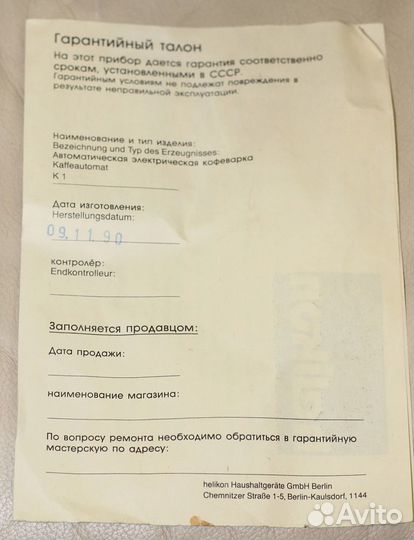 Гарантийный талон
На этот прибор дается гарантия соответственно
срокам, установленными в СССР.
Гарантийным условиям не подлежат повреждения в
результате неправильной эксплуатации.
Наименование и тип изделия:
Bezeichnung und Typ des Erzeugnisses:
Автоматическая электрическая кофеварка
Kaffeautomat
K 1
Дата изготовления:
Herstellungsdatum:
09.11.90
контролёр:
Endkontrolleur:
Заполняется продавцом:
Дата продажи:
наименование магазина:
По вопросу ремонта необходимо обратиться в гарантийную
мастерскую по адресу:
helikon Haushaltgeräte GmbH Berlin
Chemnitzer Straße 1-5, Berlin-Kaulsdorf, 1144
Avito